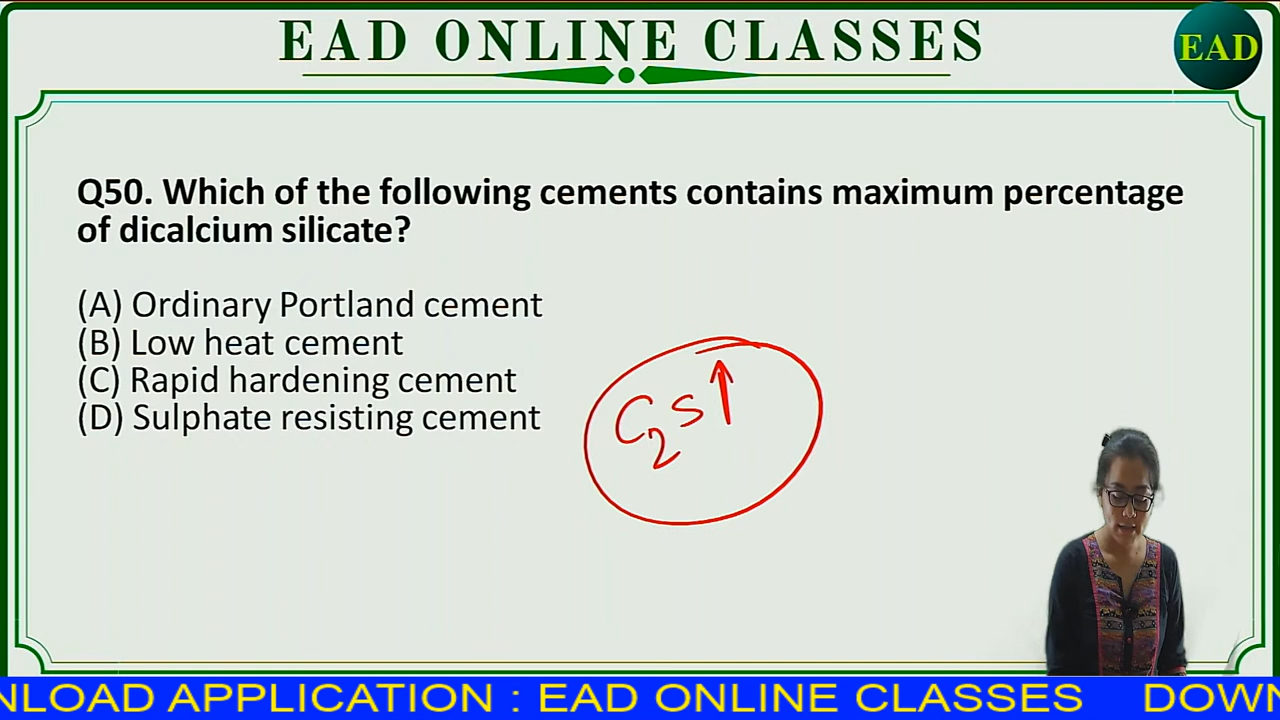 EAD ONLINE CLASSES
EAD
Q50. Which of the following cements contains maximum percentage
of dicalcium silicate?
(A) Ordinary Portland cement
(B) Low heat cement
(C) Rapid hardening cement
(D) Sulphate resisting cement
C2S↑
NLOAD APPLICATION : EAD ONLINE CLASSES DOWN